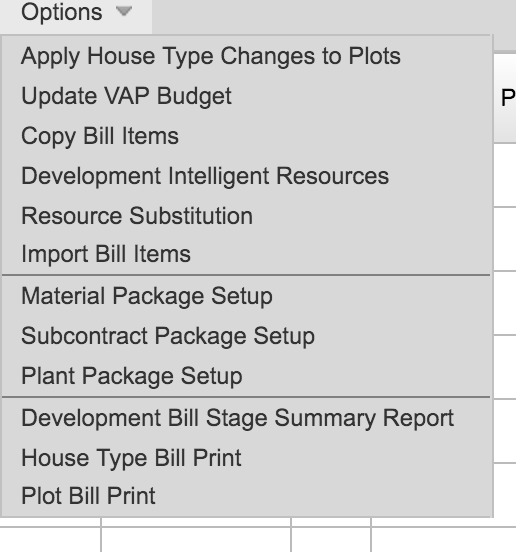 Options
Apply House Type Changes to Plots
Update VAP Budget
P
Copy Bill Items
Development Intelligent Resources
Resource Substitution
Import Bill Items
Material Package Setup
Subcontract Package Setup
Plant Package Setup
Development Bill Stage Summary Report
House Type Bill Print
Plot Bill Print